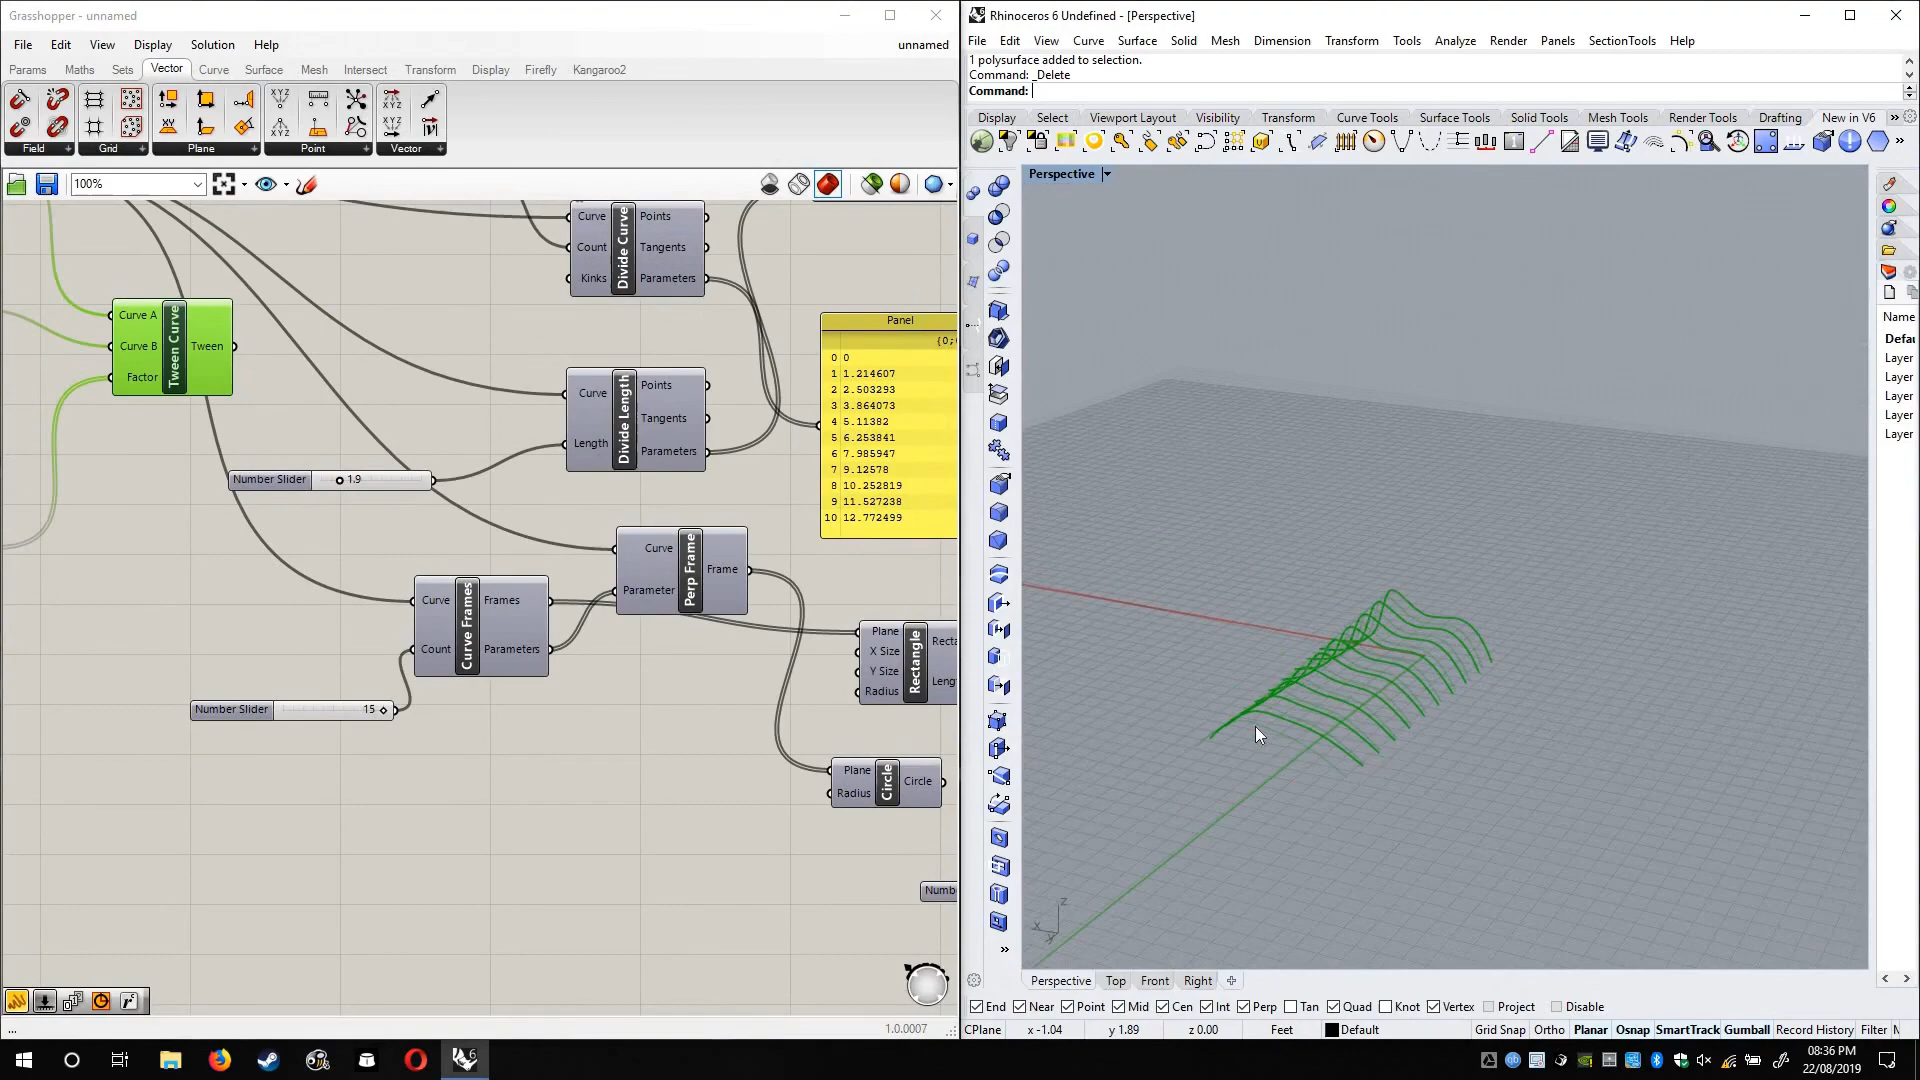 Grasshopper - unnamed
File Edit View Display Solution Help unnamed
Params Maths Sets Vector Curve Surface Mesh Intersect Transform Display Firefly Kangaroo2
Field Grid Plane Point Vector
100%
Curve Points
Count Tangents
Kinks Parameters
Divide Curve
Curve A
Curve B Tween
Factor
Tween Curve
Panel
{0;
0 0
1 1.214607
2 2.503293
3 3.864073
4 5.11382
5 6.253841
6 7.985947
7 9.12578
8 10.252819
9 11.527238
10 12.772499
Points
Curve
Tangents
Length
Parameters
Divide Length
Number Slider 1.9
Curve
Frame
Parameter
Perp Frame
Curve Frames
Count Parameters
Curve Frames
Number Slider 15
Plane
X Size
Y Size
Radius
Rectangle
Recta
Leng
Plane
Circle
Radius
Circle
Numb
...
1.0.0007
Rhinoceros 6 Undefined - [Perspective]
File Edit View Curve Surface Solid Mesh Dimension Transform Tools Analyze Render Panels SectionTools Help
1 polysurface added to selection.
Command: _Delete
Command:
Display Select Viewport Layout Visibility Transform Curve Tools Surface Tools Solid Tools Mesh Tools Render Tools Drafting New in V6
Perspective
Name
Defau
Layer
Layer
Layer
Layer
Layer
z
x
y
Perspective Top Front Right
End Near Point Mid Cen Int Perp Tan Quad Knot Vertex Project Disable
CPlane x -1.04 y 1.89 z 0.00 Feet Default Grid Snap Ortho Planar Osnap SmartTrack Gumball Record History Filter
08:36 PM
22/08/2019